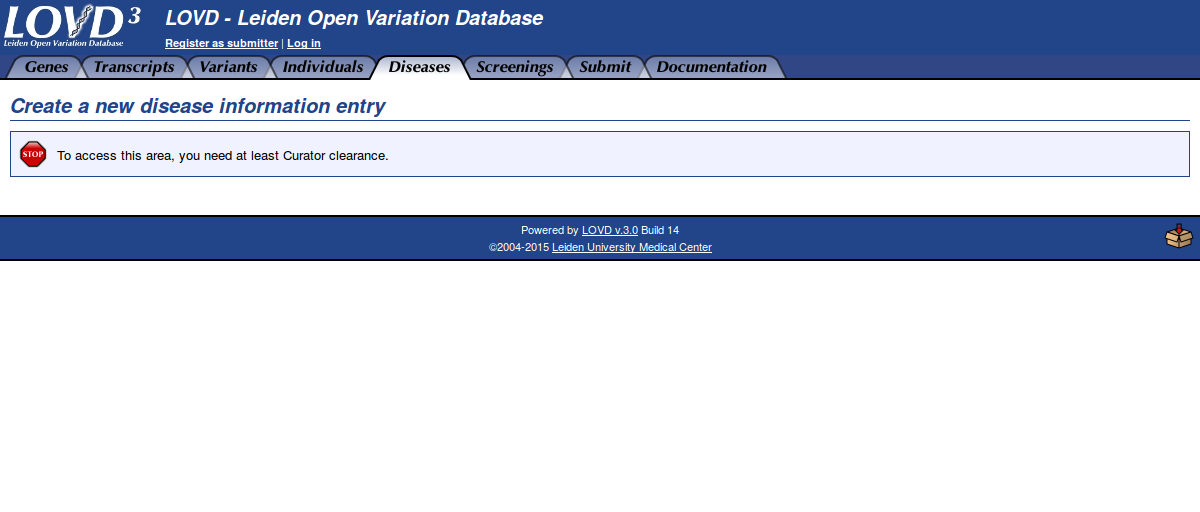 LOVD 3
Leiden Open Variation Database
LOVD - Leiden Open Variation Database
Register as submitter | Log in
Genes Transcripts Variants Individuals Diseases Screenings Submit Documentation
Create a new disease information entry
STOP To access this area, you need at least Curator clearance.
Powered by LOVD v.3.0 Build 14
©2004-2015 Leiden University Medical Center